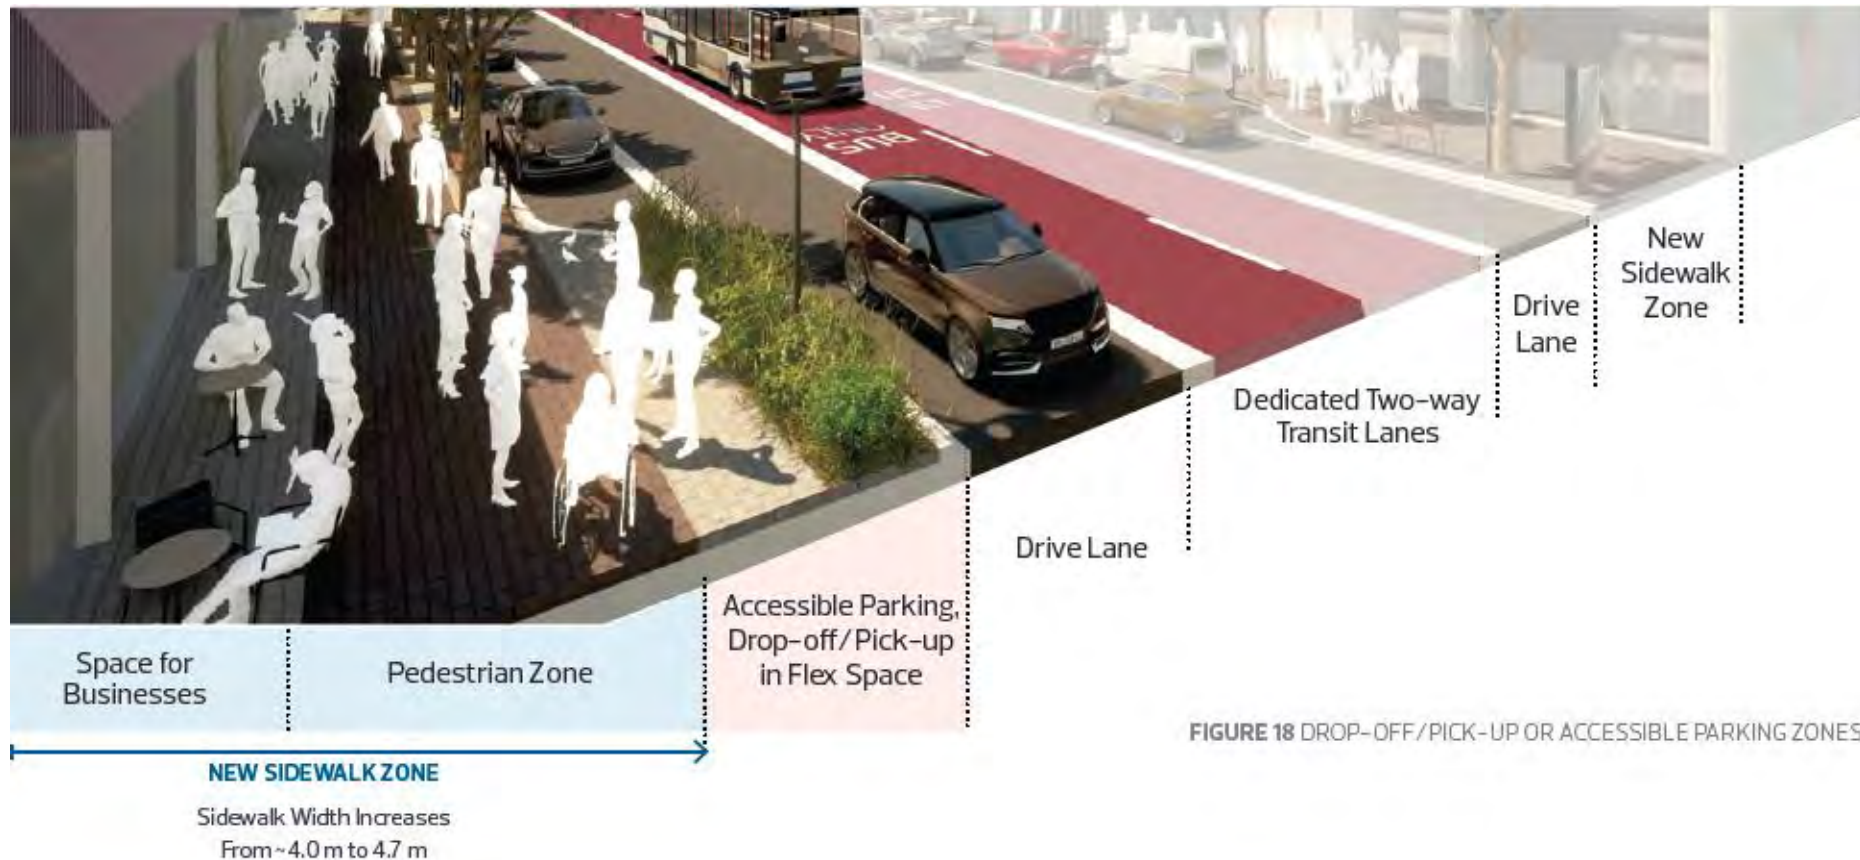 BUS
ONLY
New
Sidewalk
Zone
Drive
Lane
Dedicated Two-way
Transit Lanes
Drive Lane
Accessible Parking,
Drop-off/Pick-up
in Flex Space
Space for
Businesses
Pedestrian Zone
FIGURE 18 DROP-OFF/PICK-UP OR ACCESSIBLE PARKING ZONES
NEW SIDEWALK ZONE
Sidewalk Width Increases
From ~4.0 m to 4.7 m